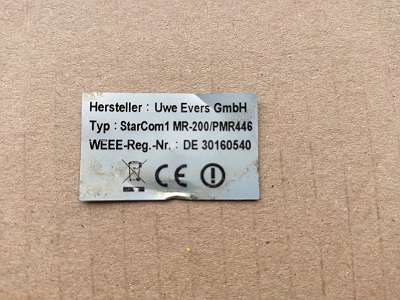 Hersteller : Uwe Evers GmbH
Typ : StarCom1 MR-200/PMR446
WEEE-Reg.-Nr. : DE 30160540
CE